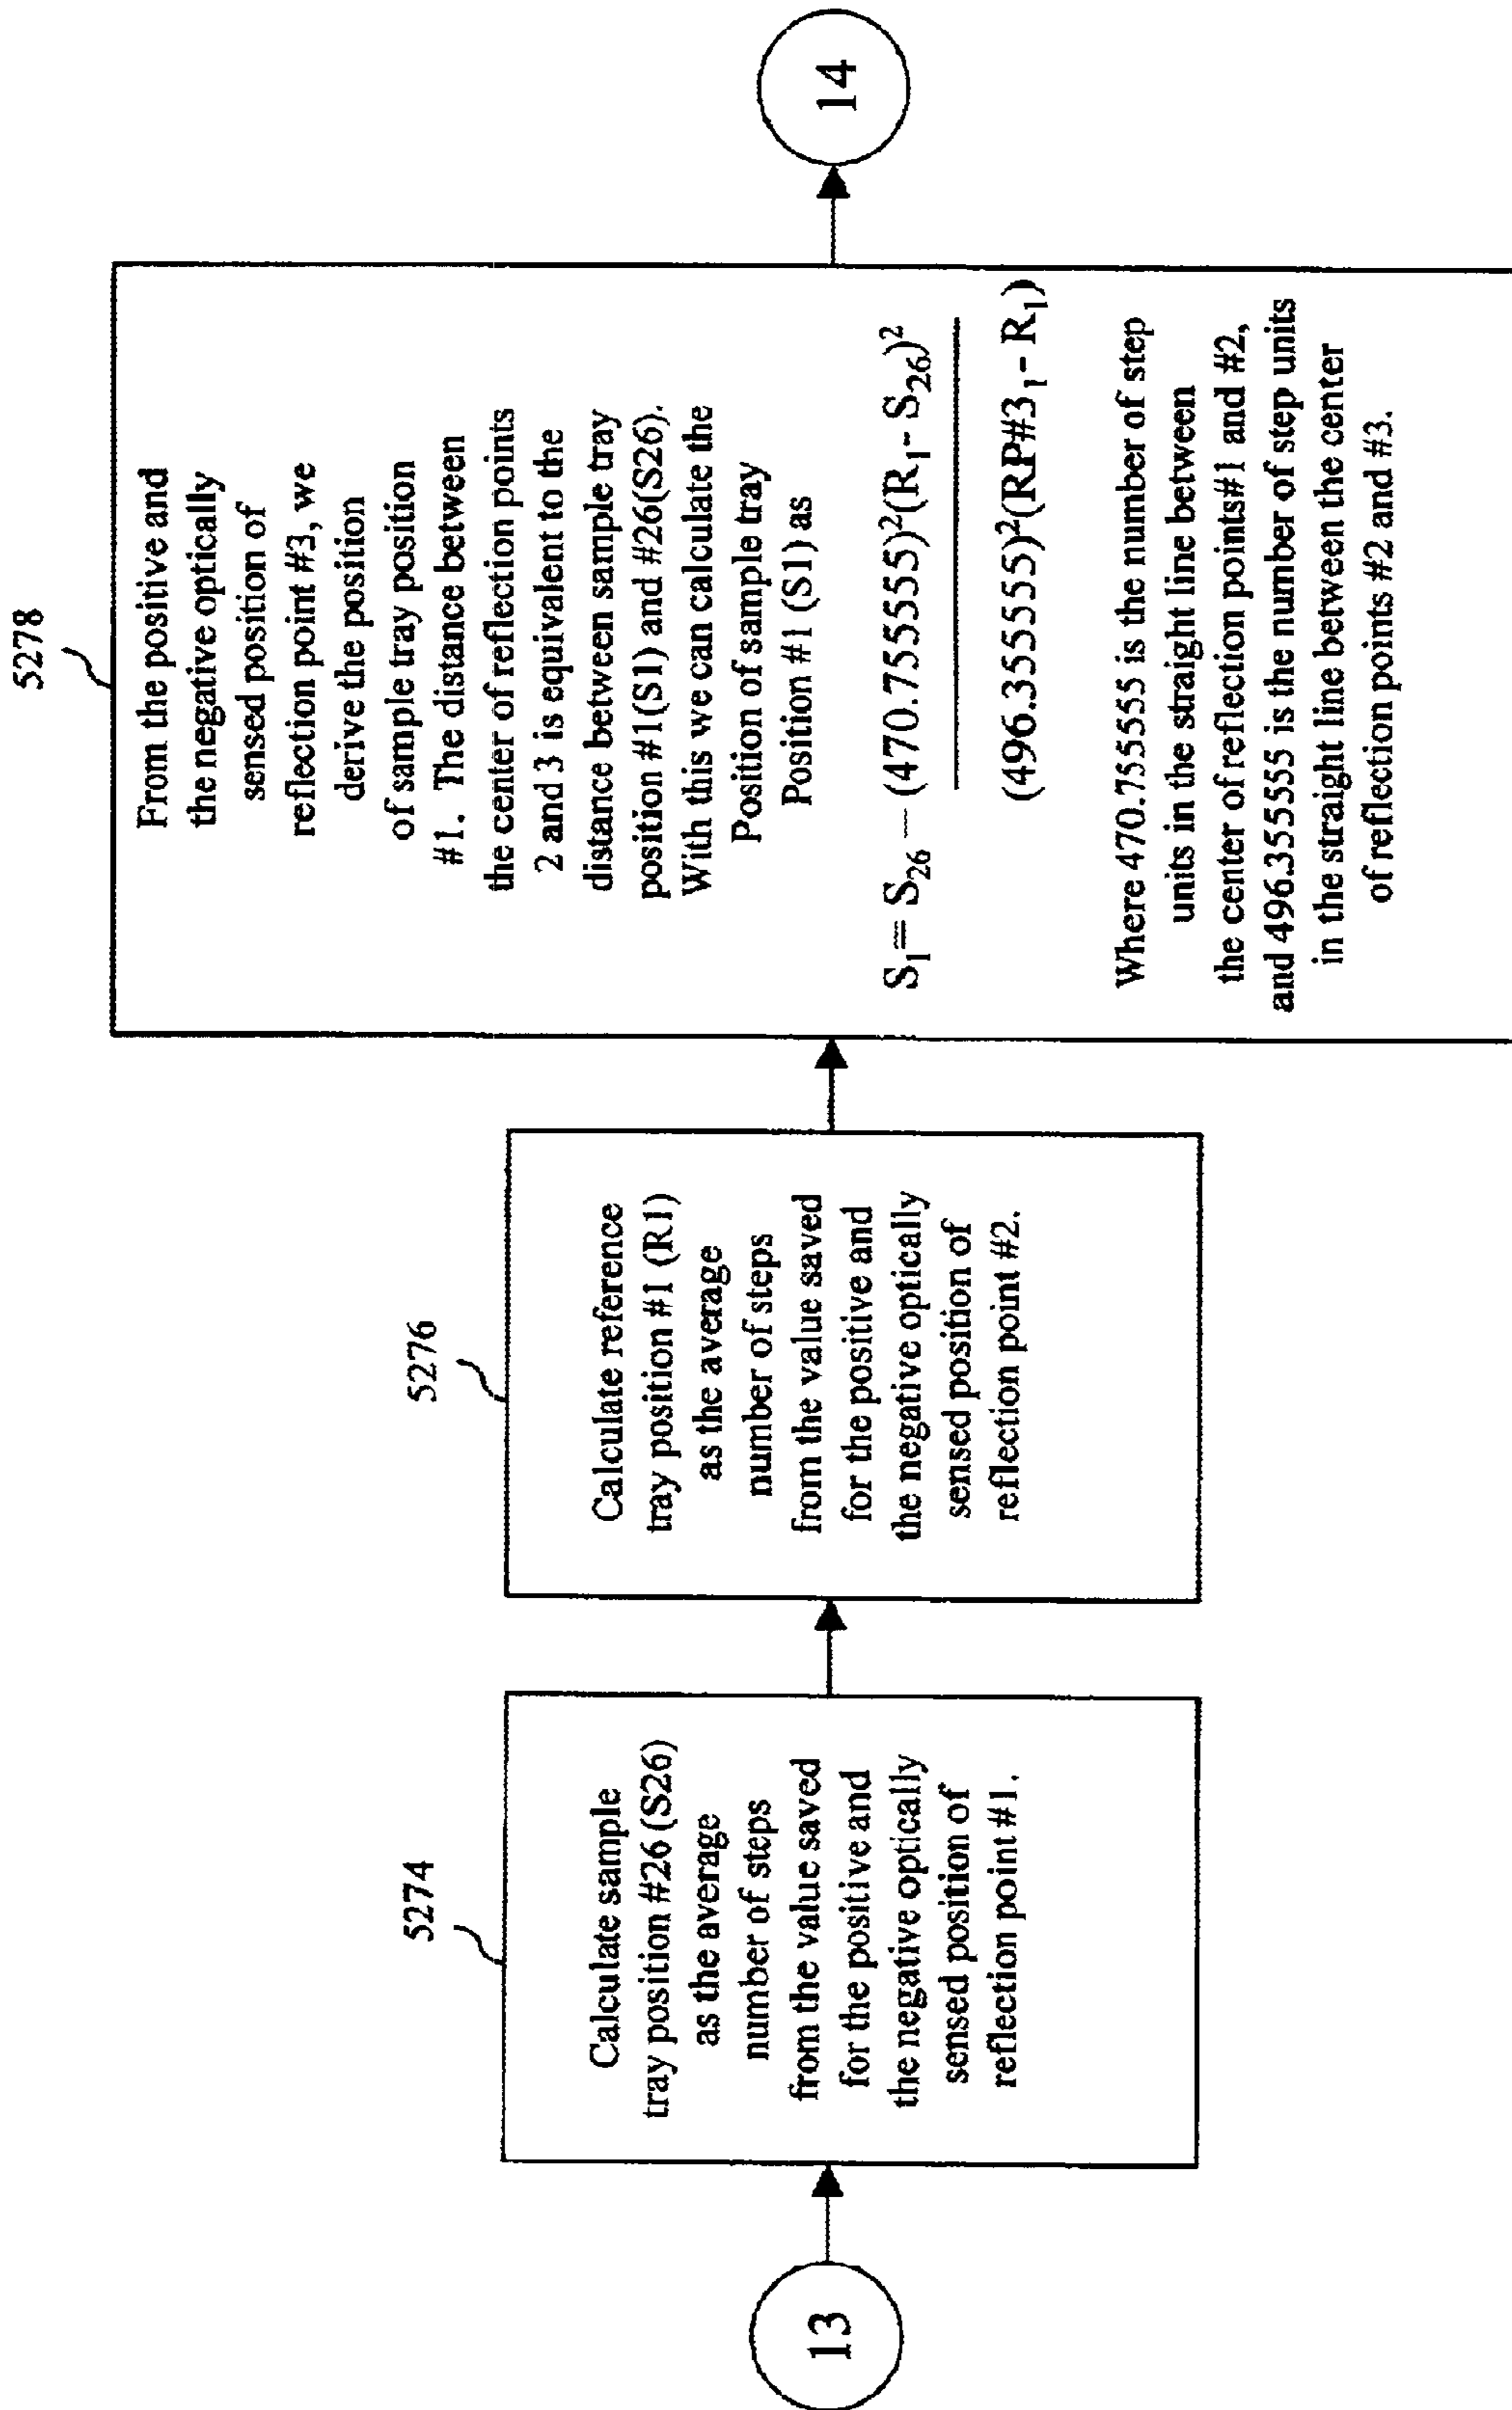 13
5274
Calculate sample
tray position #26 (S26)
as the average
number of steps
from the value saved
for the positive and
the negative optically
sensed position of
reflection point #1.
5276
Calculate reference
tray position #1 (R1)
as the average
number of steps
from the value saved
for the positive and
the negative optically
sensed position of
reflection point #2.
5278
From the positive and
the negative optically
sensed position of
reflection point #3, we
derive the position
of sample tray position
#1. The distance between
the center of reflection points
2 and 3 is equivalent to the
distance between sample tray
position #1(S1) and #26(S26).
With this we can calculate the
Position of sample tray
Position #1 (S1) as
S₁= S₂₆ – (470.755555)²(R₁- S₂₆)²
(496.355555)²(RP#3₁- R₁)
Where 470.755555 is the number of step
units in the straight line between
the center of reflection points#1 and #2,
and 496.355555 is the number of step units
in the straight line between the center
of reflection points #2 and #3.
14